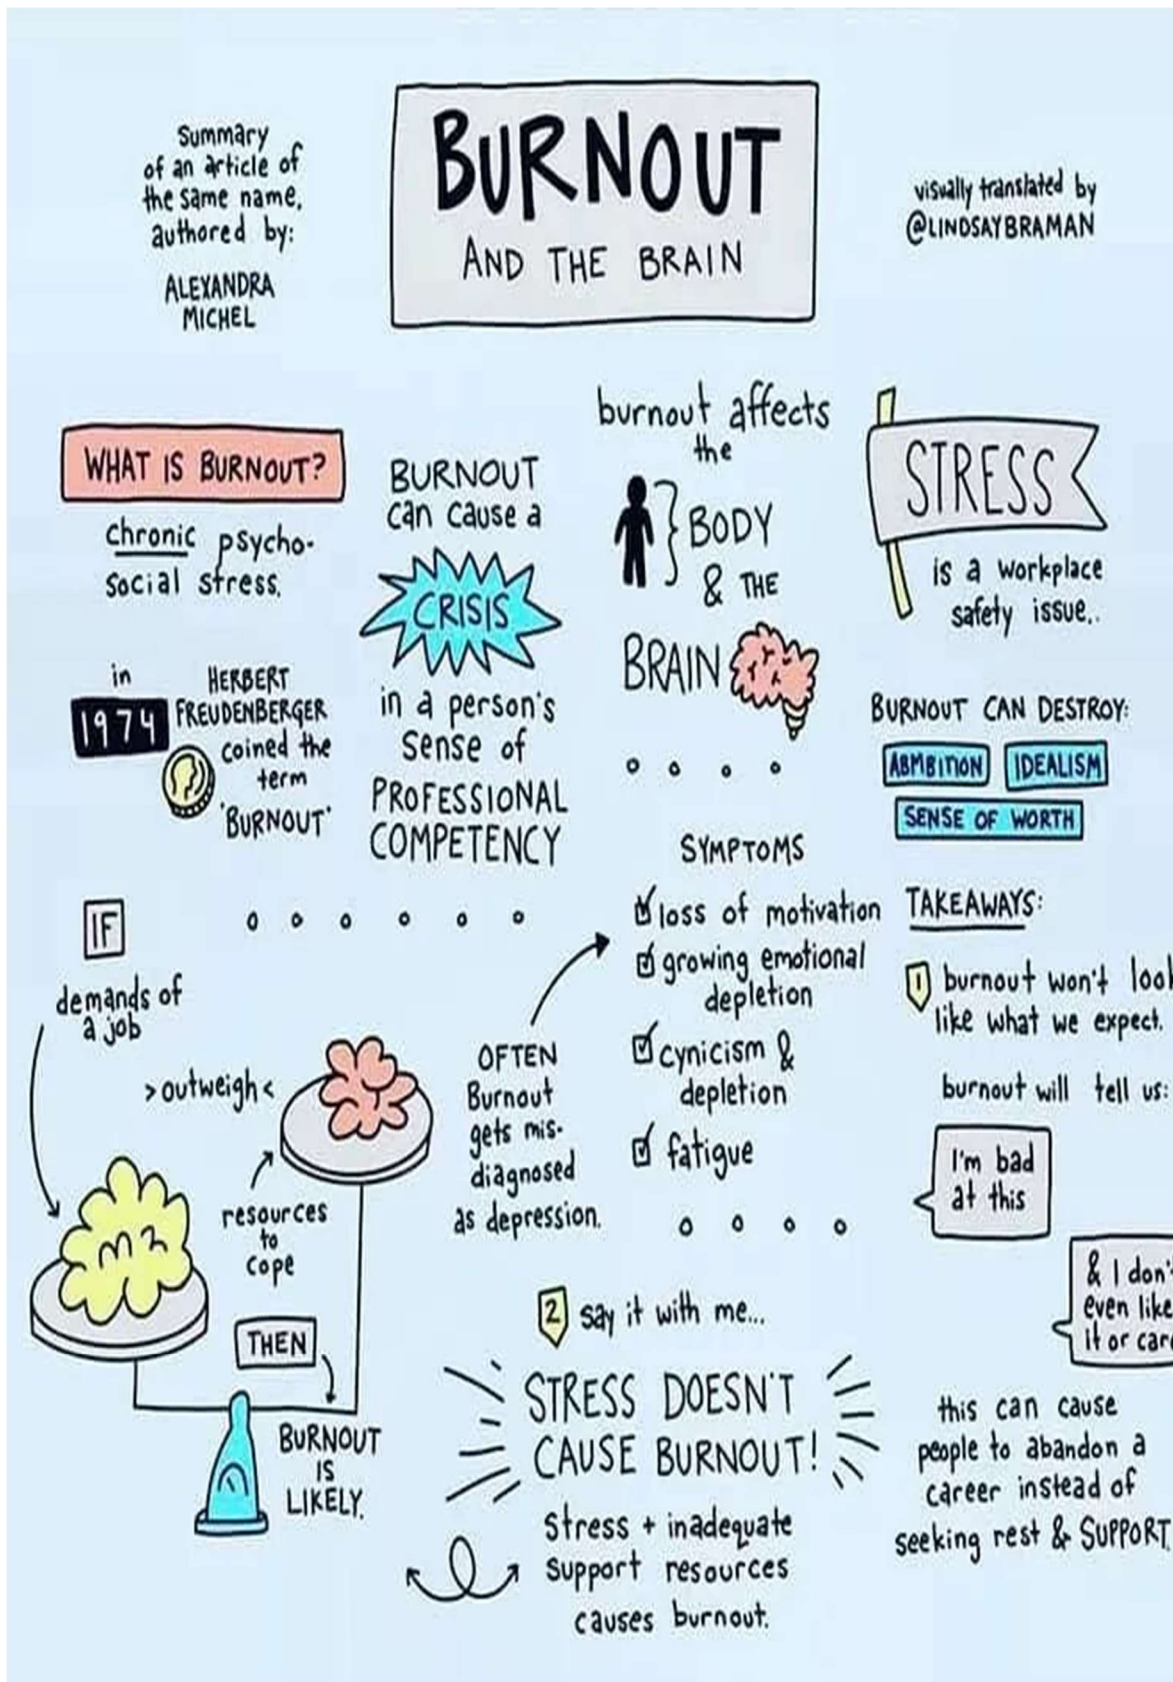 Summary
of an article of
the same name,
authored by:
ALEXANDRA
MICHEL
BURNOUT
AND THE BRAIN
visually translated by
@LINDSAYBRAMAN
WHAT IS BURNOUT?
chronic psycho-
social stress.
in
1974
HERBERT
FREUDENBERGER
coined the
term
'BURNOUT'
BURNOUT
can cause a
CRISIS
in a person's
sense of
PROFESSIONAL
COMPETENCY
burnout affects
the
BODY
& THE
BRAIN
STRESS
is a workplace
safety issue..
BURNOUT CAN DESTROY:
ABMBITION
IDEALISM
SENSE OF WORTH
IF
demands of
a job
>outweigh<
resources
to
cope
THEN
BURNOUT
IS
LIKELY.
OFTEN
Burnout
gets mis-
diagnosed
as depression.
SYMPTOMS
loss of motivation
growing emotional
depletion
cynicism &
depletion
fatigue
TAKEAWAYS:
1 burnout won't look
like what we expect.
burnout will tell us:
I'm bad
at this
& I don't
even like
it or care
this can cause
people to abandon a
career instead of
seeking rest & SUPPORT.
2 say it with me...
STRESS DOESN'T
CAUSE BURNOUT!
Stress + inadequate
support resources
causes burnout.